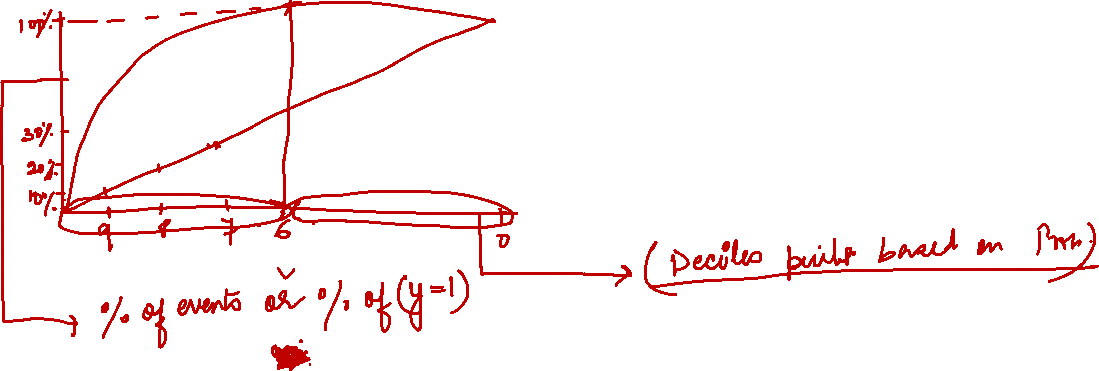 100%
30%
20%
10%
9 8 7 6 0
(Deciles built based on Prob.)
% of events or % of (y=1)